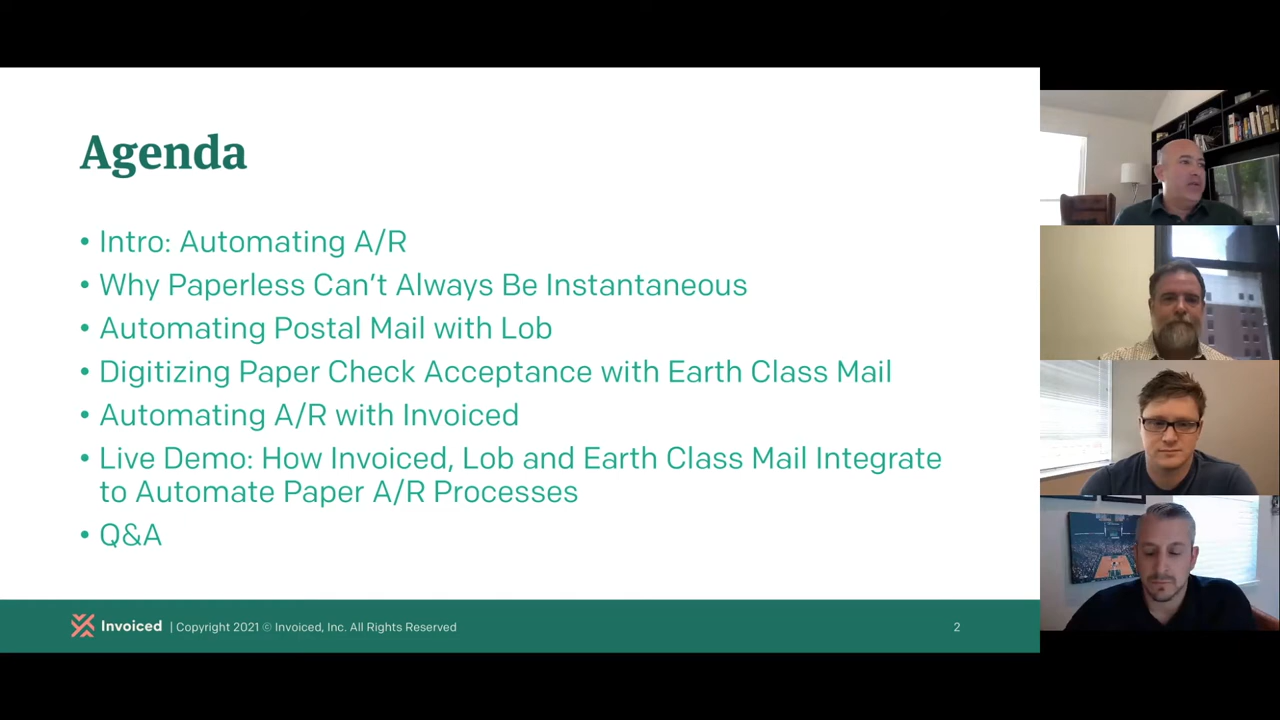 Agenda
• Intro: Automating A/R
• Why Paperless Can’t Always Be Instantaneous
• Automating Postal Mail with Lob
• Digitizing Paper Check Acceptance with Earth Class Mail
• Automating A/R with Invoiced
• Live Demo: How Invoiced, Lob and Earth Class Mail Integrate
to Automate Paper A/R Processes
• Q&A
Invoiced | Copyright 2021 © Invoiced, Inc. All Rights Reserved 2